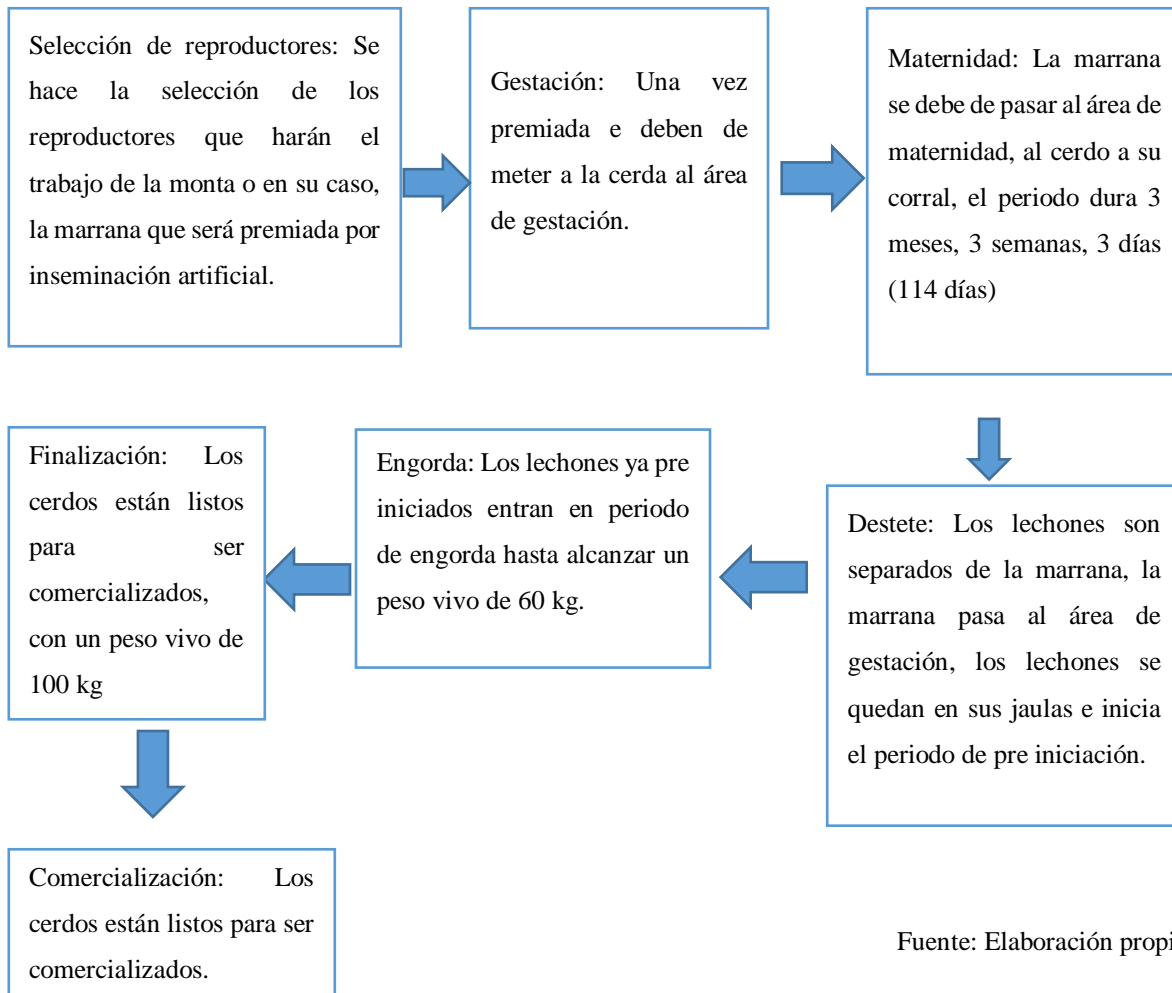 Selección de reproductores: Se
hace la selección de los
reproductores que harán el
trabajo de la monta o en su caso,
la marrana que será premiada por
inseminación artificial.
Gestación: Una vez
premiada e deben de
meter a la cerda al área
de gestación.
Maternidad: La marrana
se debe de pasar al área de
maternidad, al cerdo a su
corral, el periodo dura 3
meses, 3 semanas, 3 días
(114 días)
Destete: Los lechones son
separados de la marrana, la
marrana pasa al área de
gestación, los lechones se
quedan en sus jaulas e inicia
el periodo de pre iniciación.
Engorda: Los lechones ya pre
iniciados entran en periodo
de engorda hasta alcanzar un
peso vivo de 60 kg.
Finalización: Los
cerdos están listos
para ser
comercializados,
con un peso vivo de
100 kg
Comercialización: Los
cerdos están listos para ser
comercializados.
Fuente: Elaboración propi